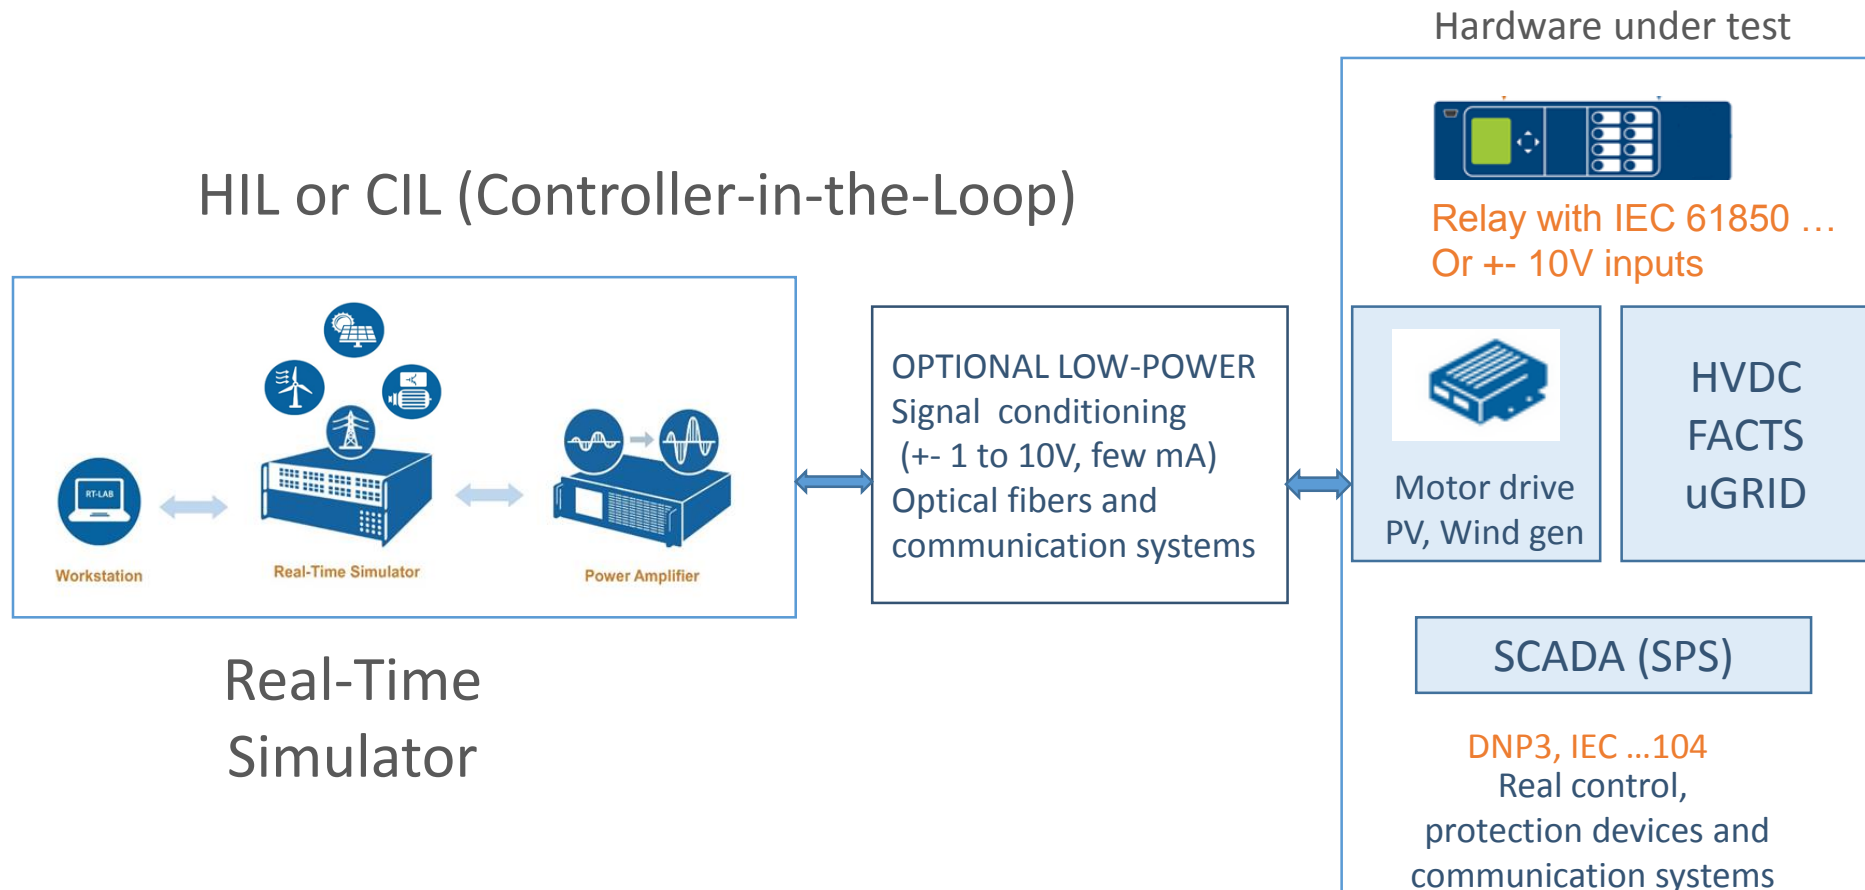 Hardware under test
HIL or CIL (Controller-in-the-Loop)
Relay with IEC 61850 …
Or +- 10V inputs
RT-LAB
Workstation
Real-Time Simulator
Power Amplifier
OPTIONAL LOW-POWER
Signal conditioning
(+- 1 to 10V, few mA)
Optical fibers and
communication systems
Motor drive
PV, Wind gen
HVDC
FACTS
uGRID
Real-Time
Simulator
SCADA (SPS)
DNP3, IEC …104
Real control,
protection devices and
communication systems